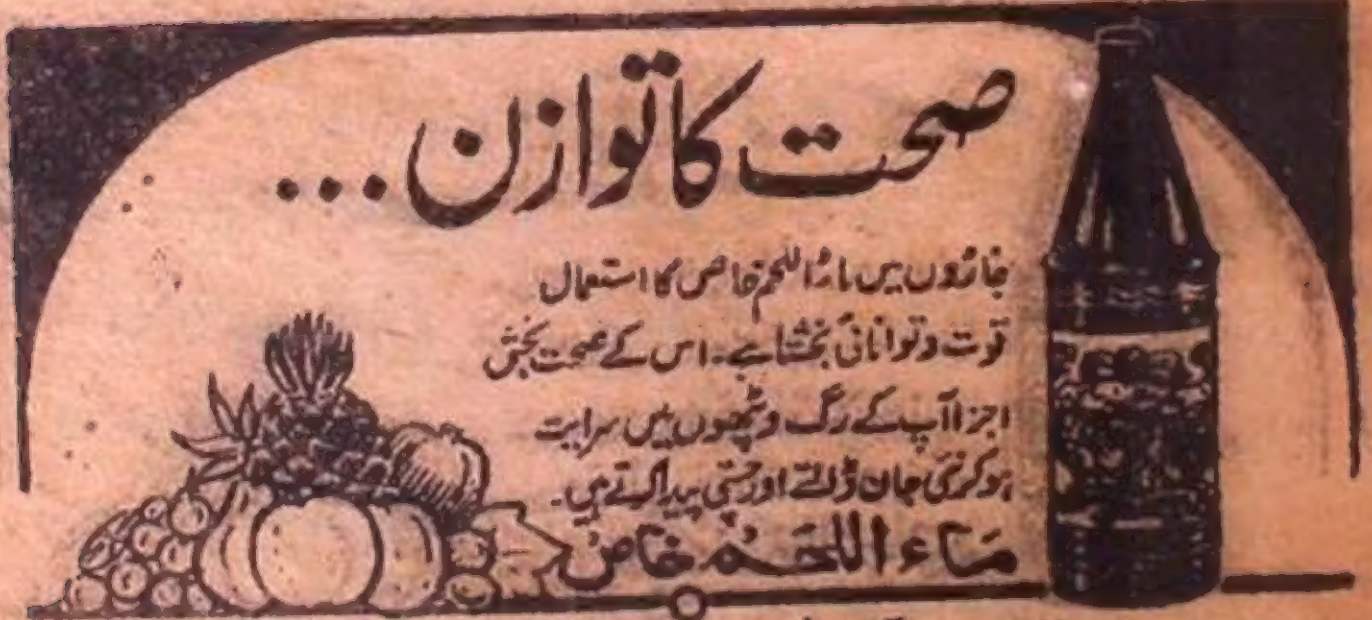 صحت کا توازن...
جاڑوں میں ماء اللحم خاص کا استعمال
قوت و توانائی بخشتا ہے۔ اس کے صحت بخش
اجزا آپ کے رگ و پٹھوں میں سرایت
ہو کر نئی جان ڈالتے اور چستی پیدا کرتے ہیں۔
ماء اللحم خاص